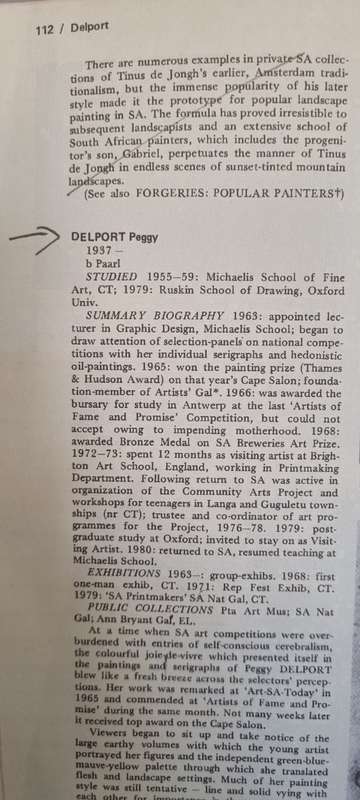 112 / Delport
There are numerous examples in private SA collec-
tions of Tinus de Jongh's earlier, Amsterdam tradi-
tionalism, but the immense popularity of his later
style made it the prototype for popular landscape
painting in SA. The formula has proved irresistible to
subsequent landscapists and an extensive school of
South African painters, which includes the progeni-
tor's son, Gabriel, perpetuates the manner of Tinus
de Jongh in endless scenes of sunset-tinted mountain
landscapes.
(See also FORGERIES: POPULAR PAINTERS†)
DELPORT Peggy
1937 –
b Paarl
STUDIED 1955–59: Michaelis School of Fine
Art, CT; 1979: Ruskin School of Drawing, Oxford
Univ.
SUMMARY BIOGRAPHY 1963: appointed lec-
turer in Graphic Design, Michaelis School; began to
draw attention of selection-panels on national compe-
titions with her individual serigraphs and hedonistic
oil-paintings. 1965: won the painting prize (Thames
& Hudson Award) on that year's Cape Salon; founda-
tion-member of Artists' Gal*. 1966: was awarded the
bursary for study in Antwerp at the last 'Artists of
Fame and Promise' Competition, but could not
accept owing to impending motherhood. 1968:
awarded Bronze Medal on SA Breweries Art Prize.
1972–73: spent 12 months as visiting artist at Brigh-
ton Art School, England, working in Printmaking
Department. Following return to SA was active in
organization of the Community Arts Project and
workshops for teenagers in Langa and Guguletu town-
ships (nr CT); trustee and co-ordinator of art pro-
grammes for the Project, 1976–78. 1979: post-
graduate study at Oxford; invited to stay on as Visit-
ing Artist. 1980: returned to SA, resumed teaching at
Michaelis School.
EXHIBITIONS 1963–: group-exhibs. 1968: first
one-man exhib, CT. 1971: Rep Fest Exhib, CT.
1979: 'SA Printmakers' SA Nat Gal, CT.
PUBLIC COLLECTIONS Pta Art Mus; SA Nat
Gal; Ann Bryant Gal, EL.
At a time when SA art competitions were over-
burdened with entries of self-conscious cerebralism,
the colourful joie-de-vivre which presented itself in
the paintings and serigraphs of Peggy DELPORT
blew like a fresh breeze across the selectors' percep-
tions. Her work was remarked at 'Art-SA-Today' in
1965 and commended at 'Artists of Fame and Pro-
mise' during the same month. Not many weeks later
it received top award on the Cape Salon.
Viewers began to sit up and take notice of the
large earthy volumes with which the young artist
portrayed her figures and the independent green-blue-
mauve-yellow palette through which she translated
flesh and landscape settings. Much of her painting
style was still tentative – line and solid vying with
each other for